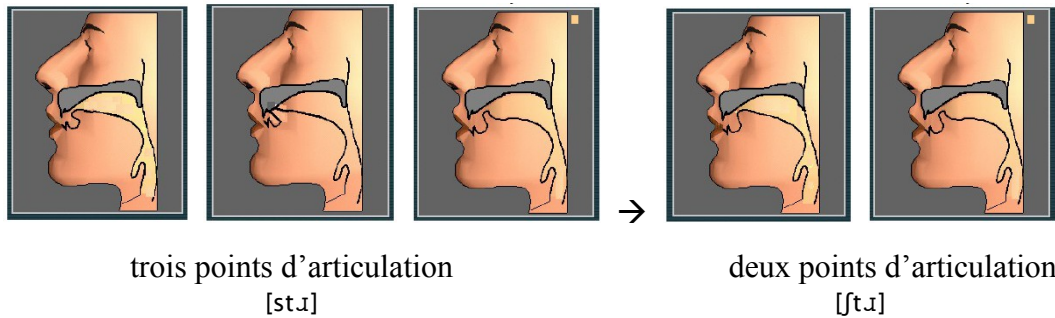 →
trois points d’articulation
deux points d’articulation
[stɹ]
[ʃtɹ]